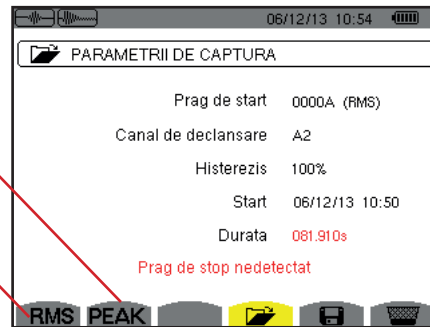 06/12/13 10:54
PARAMETRII DE CAPTURA
Prag de start 0000A (RMS)
Canal de declansare A2
Histerezis 100%
Start 06/12/13 10:50
Durata 081.910s
Prag de stop nedetectat
RMS PEAK